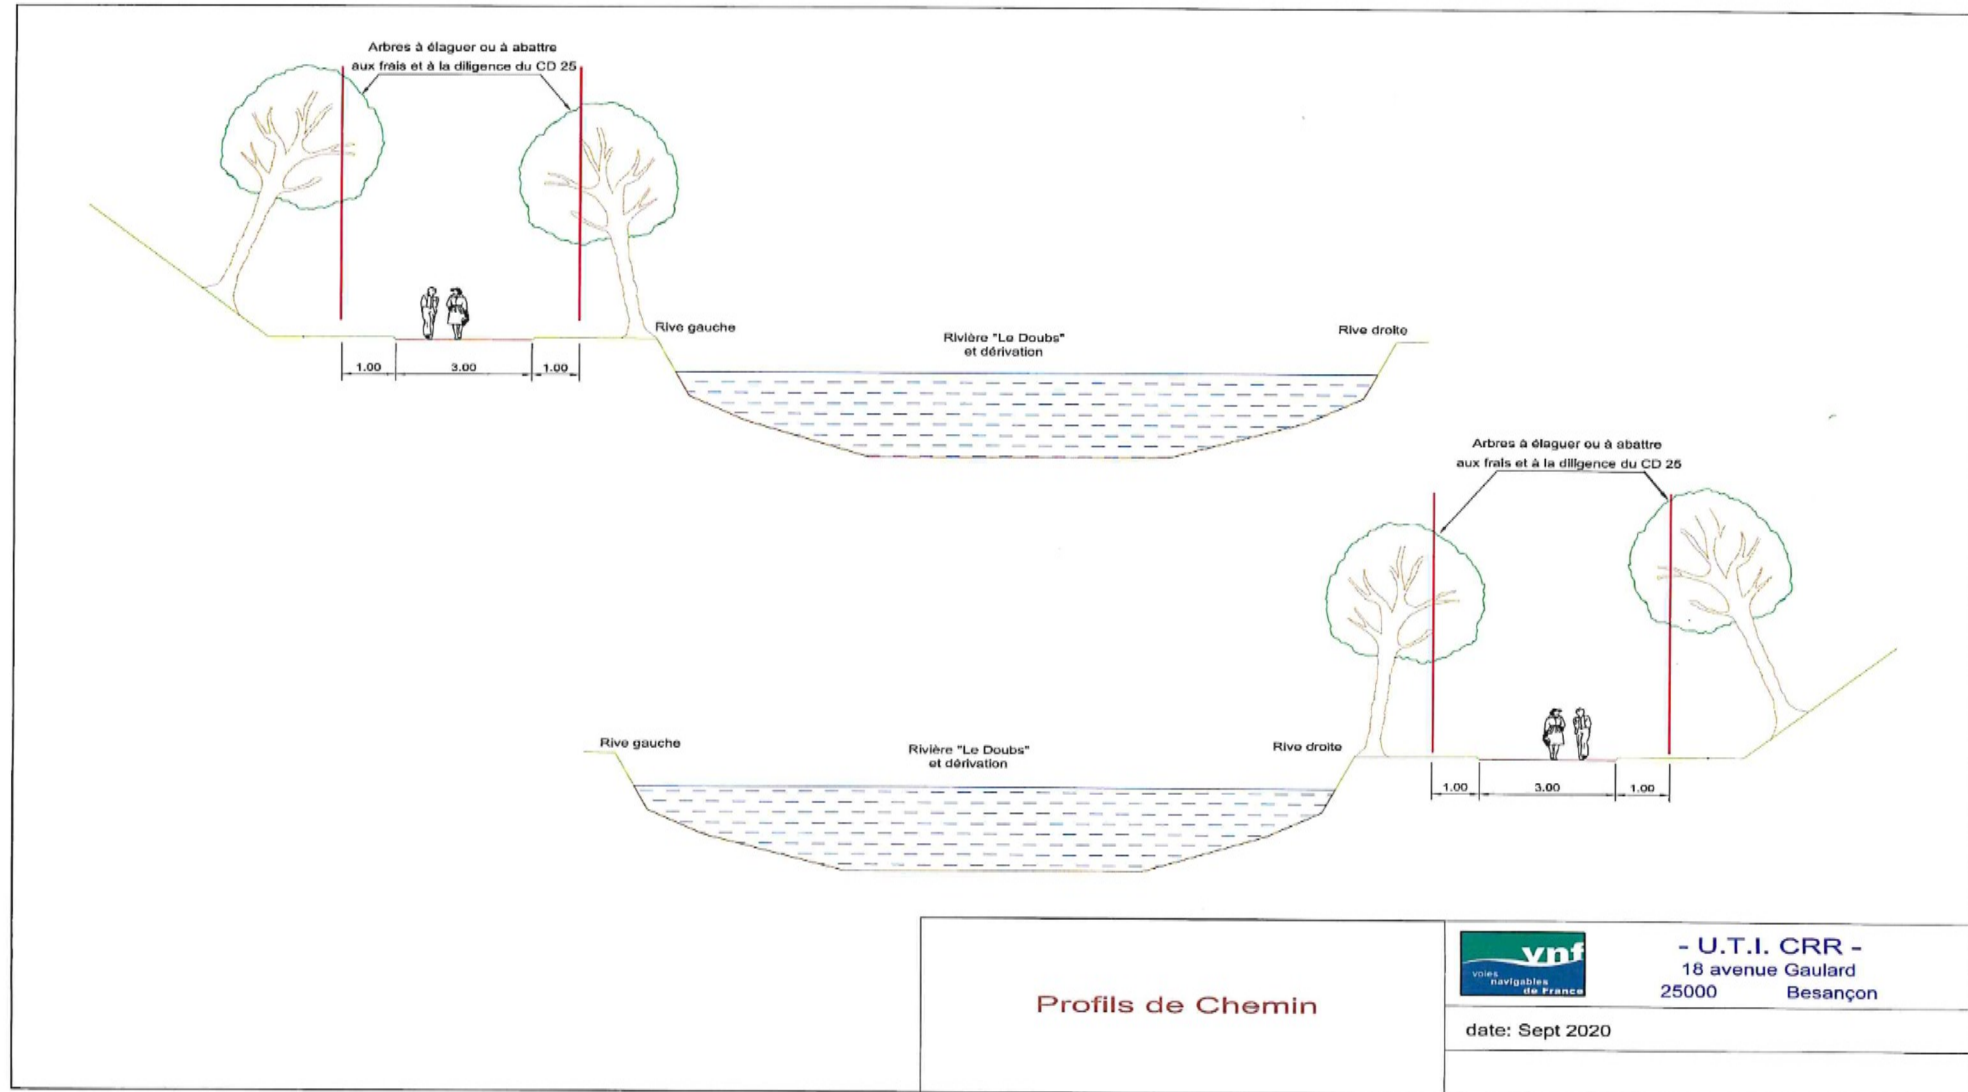 Arbres à élaguer ou à abattre
aux frais et à la diligence du CD 25
Rive gauche
Rivière "Le Doubs"
et dérivation
Rive droite
1.00
3.00
1.00
Arbres à élaguer ou à abattre
aux frais et à la diligence du CD 25
Rive gauche
Rivière "Le Doubs"
et dérivation
Rive droite
1.00
3.00
1.00
Profils de Chemin
vnf
voies
navigables
de France
- U.T.I. CRR -
18 avenue Gaulard
25000 Besançon
date: Sept 2020